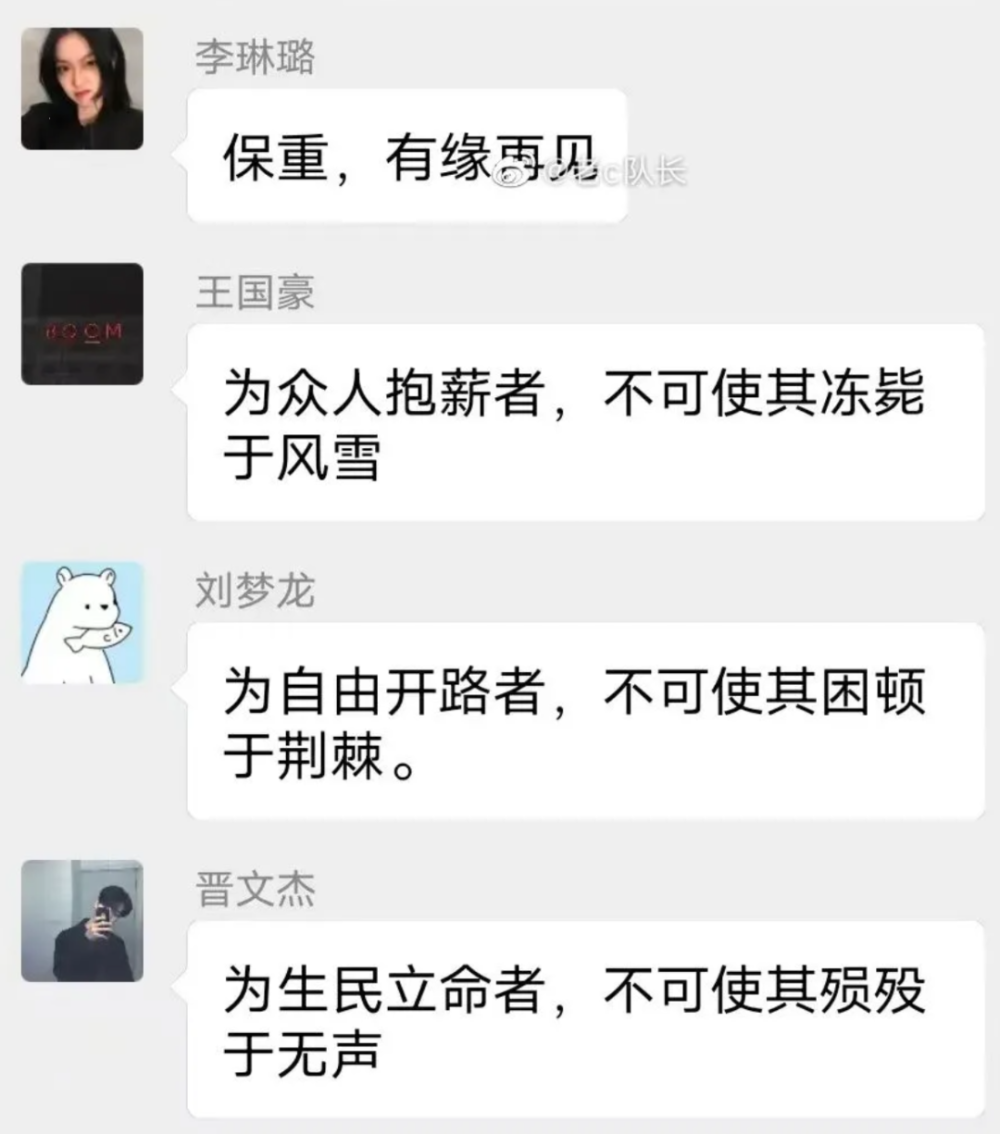 李琳璐
保重，有缘再见
@老c队长
王国豪
BOOM
为众人抱薪者，不可使其冻毙
于风雪
刘梦龙
为自由开路者，不可使其困顿
于荆棘。
晋文杰
为生民立命者，不可使其殒殁
于无声